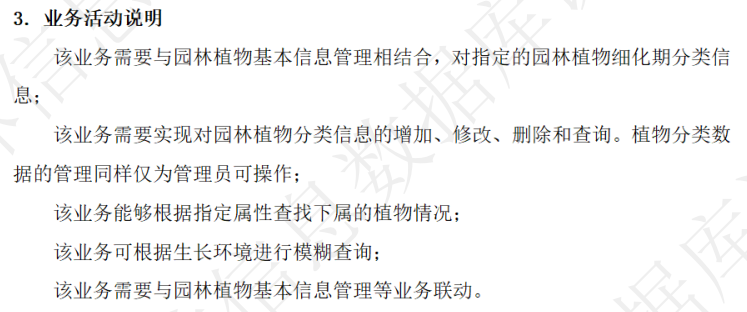 3. 业务活动说明
该业务需要与园林植物基本信息管理相结合，对指定的园林植物细化期分类信
息；
该业务需要实现对园林植物分类信息的增加、修改、删除和查询。植物分类数
据的管理同样仅为管理员可操作；
该业务能够根据指定属性查找下属的植物情况；
该业务可根据生长环境进行模糊查询；
该业务需要与园林植物基本信息管理等业务联动。